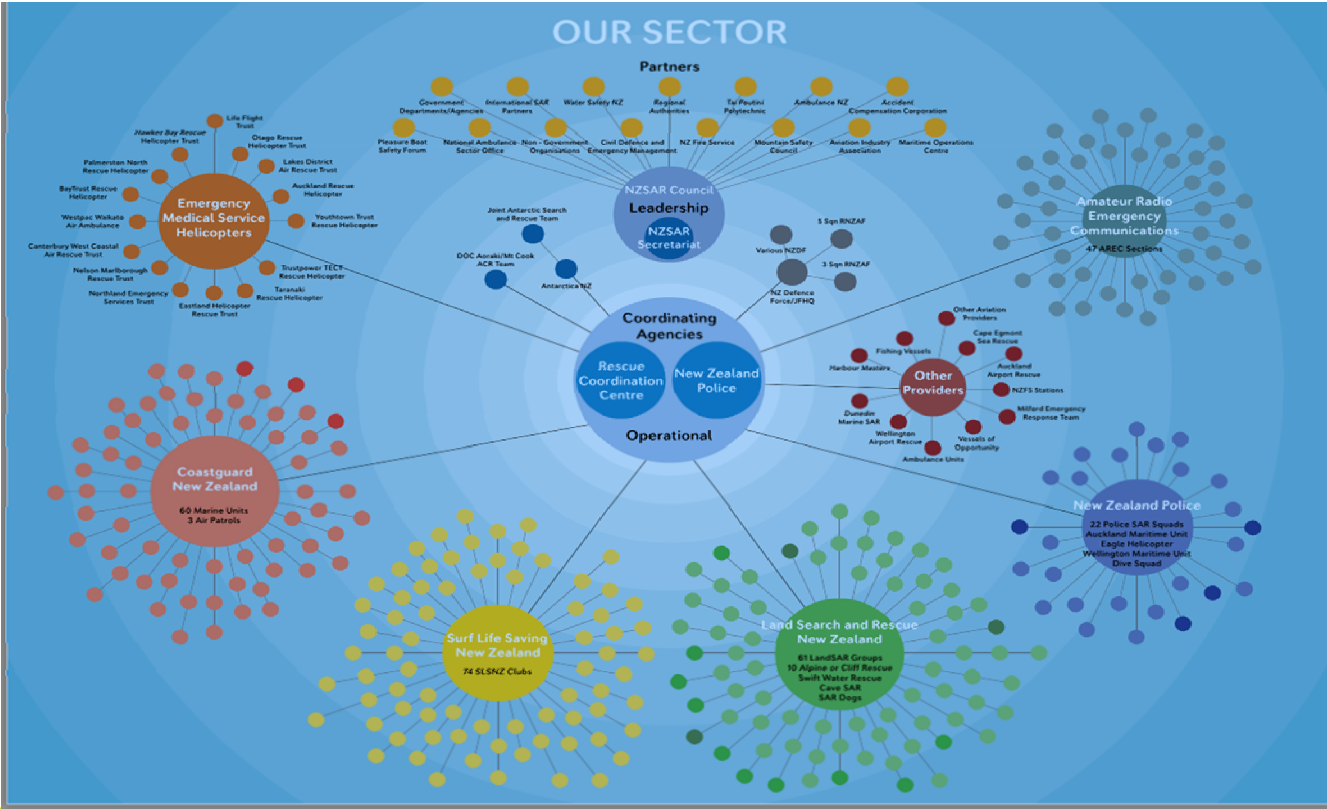 OUR SECTOR
Partners
Government
Departments/Agencies
International SAR
Partners
Water Safety NZ
Regional
Authorities
Tai Poutini
Polytechnic
Ambulance NZ
Accident
Compensation Corporation
Pleasure Boat
Safety Forum
National Ambulance
Sector Office
Non - Government
Organisations
Civil Defence and
Emergency Management
NZ Fire Service
Mountain Safety
Council
Aviation Industry
Association
Maritime Operations
Centre
NZSAR Council
Leadership
NZSAR
Secretariat
Life Flight
Trust
Hawkes Bay Rescue
Helicopter Trust
Otago Rescue
Helicopter Trust
Palmerston North
Rescue Helicopter
Lakes District
Air Rescue Trust
BayTrust Rescue
Helicopter
Auckland Rescue
Helicopter
Emergency
Medical Service
Helicopters
Westpac Waikato
Air Ambulance
Youthtown Trust
Rescue Helicopter
Canterbury West Coastal
Air Rescue Trust
Nelson Marlborough
Rescue Trust
Trustpower TECT
Rescue Helicopter
Northland Emergency
Services Trust
Taranaki
Rescue Helicopter
Eastland Helicopter
Rescue Trust
Joint Antarctic Search
and Rescue Team
DOC Aoraki/Mt Cook
ACR Team
Antarctica NZ
5 Sqn RNZAF
Various NZDF
3 Sqn RNZAF
NZ Defence
Force/JFHQ
Amateur Radio
Emergency
Communications
47 AREC Sections
Coordinating
Agencies
Rescue
Coordination
Centre
New Zealand
Police
Operational
Other Aviation
Providers
Cape Egmont
Sea Rescue
Fishing Vessels
Harbour Masters
Auckland
Airport Rescue
Other
Providers
NZFS Stations
Dunedin
Marine SAR
Milford Emergency
Response Team
Wellington
Airport Rescue
Vessels of
Opportunity
Ambulance Units
Coastguard
New Zealand
60 Marine Units
3 Air Patrols
New Zealand Police
22 Police SAR Squads
Auckland Maritime Unit
Eagle Helicopter
Wellington Maritime Unit
Dive Squad
Surf Life Saving
New Zealand
74 SLSNZ Clubs
Land Search and Rescue
New Zealand
61 LandSAR Groups
10 Alpine or Cliff Rescue
Swift Water Rescue
Cave SAR
SAR Dogs